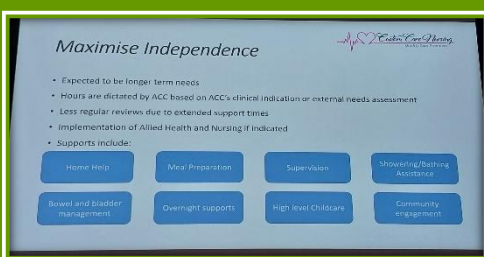 Custom Care Nursing
Maximise Independence
• Expected to be longer term needs
• Hours are dictated by ACC based on ACC's clinical indication or external needs assessment
• Less regular reviews due to extended support times
• Implementation of Allied Health and Nursing if indicated
• Supports include:
Home Help
Meal Preparation
Supervision
Showering/Bathing
Assistance
Bowel and bladder
management
Overnight supports
High level Childcare
Community
engagement